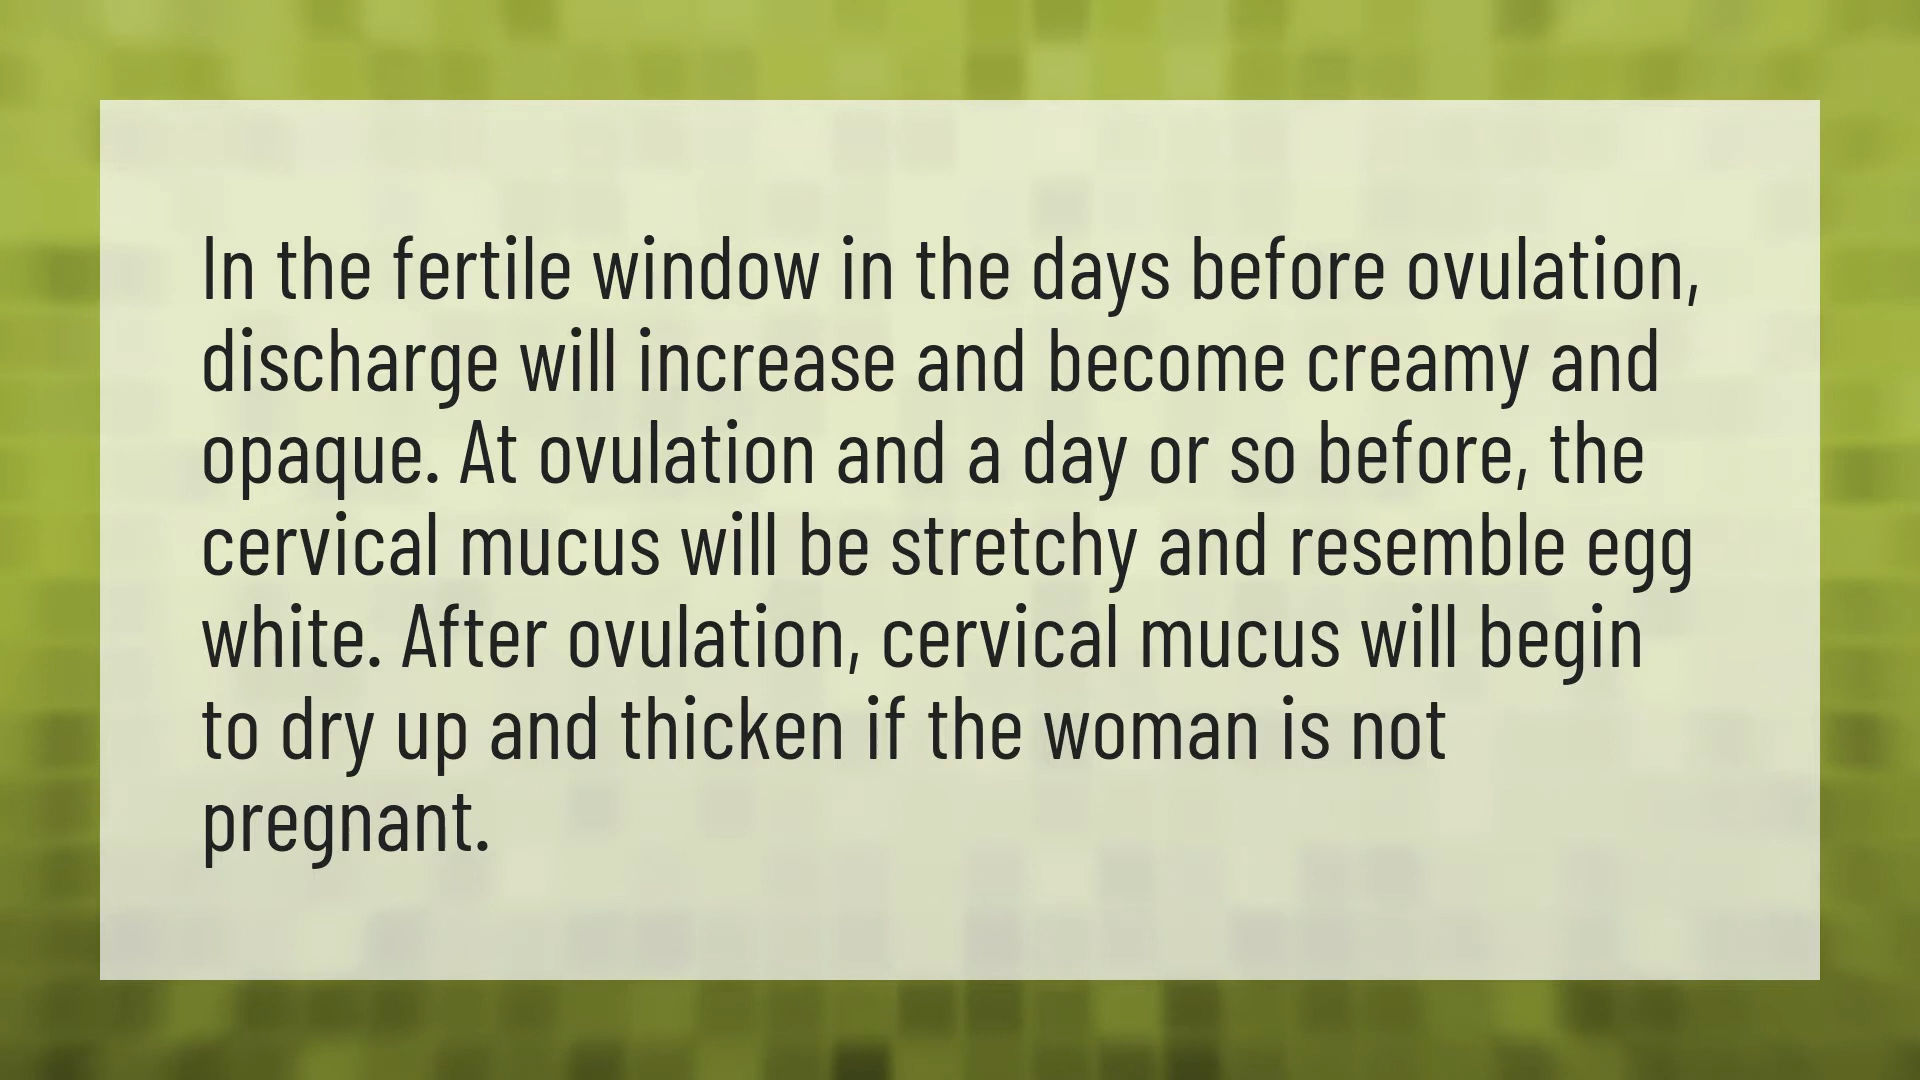 In the fertile window in the days before ovulation,
discharge will increase and become creamy and
opaque. At ovulation and a day or so before, the
cervical mucus will be stretchy and resemble egg
white. After ovulation, cervical mucus will begin
to dry up and thicken if the woman is not
pregnant.